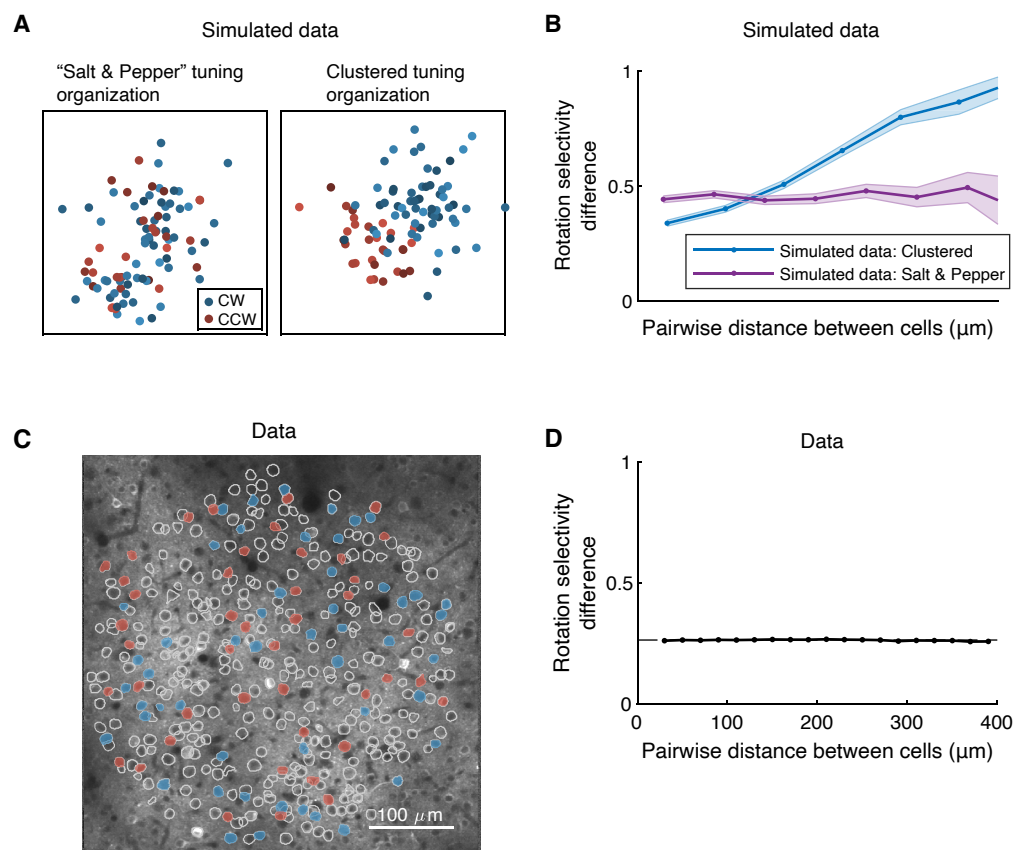 A
Simulated data
“Salt & Pepper” tuning
organization
Clustered tuning
organization
CW
CCW
B
Simulated data
1
0.5
0
Rotation selectivity
difference
Simulated data: Clustered
Simulated data: Salt & Pepper
Pairwise distance between cells (µm)
C
Data
100 µm
D
Data
1
0.5
0
Rotation selectivity
difference
0 100 200 300 400
Pairwise distance between cells (µm)